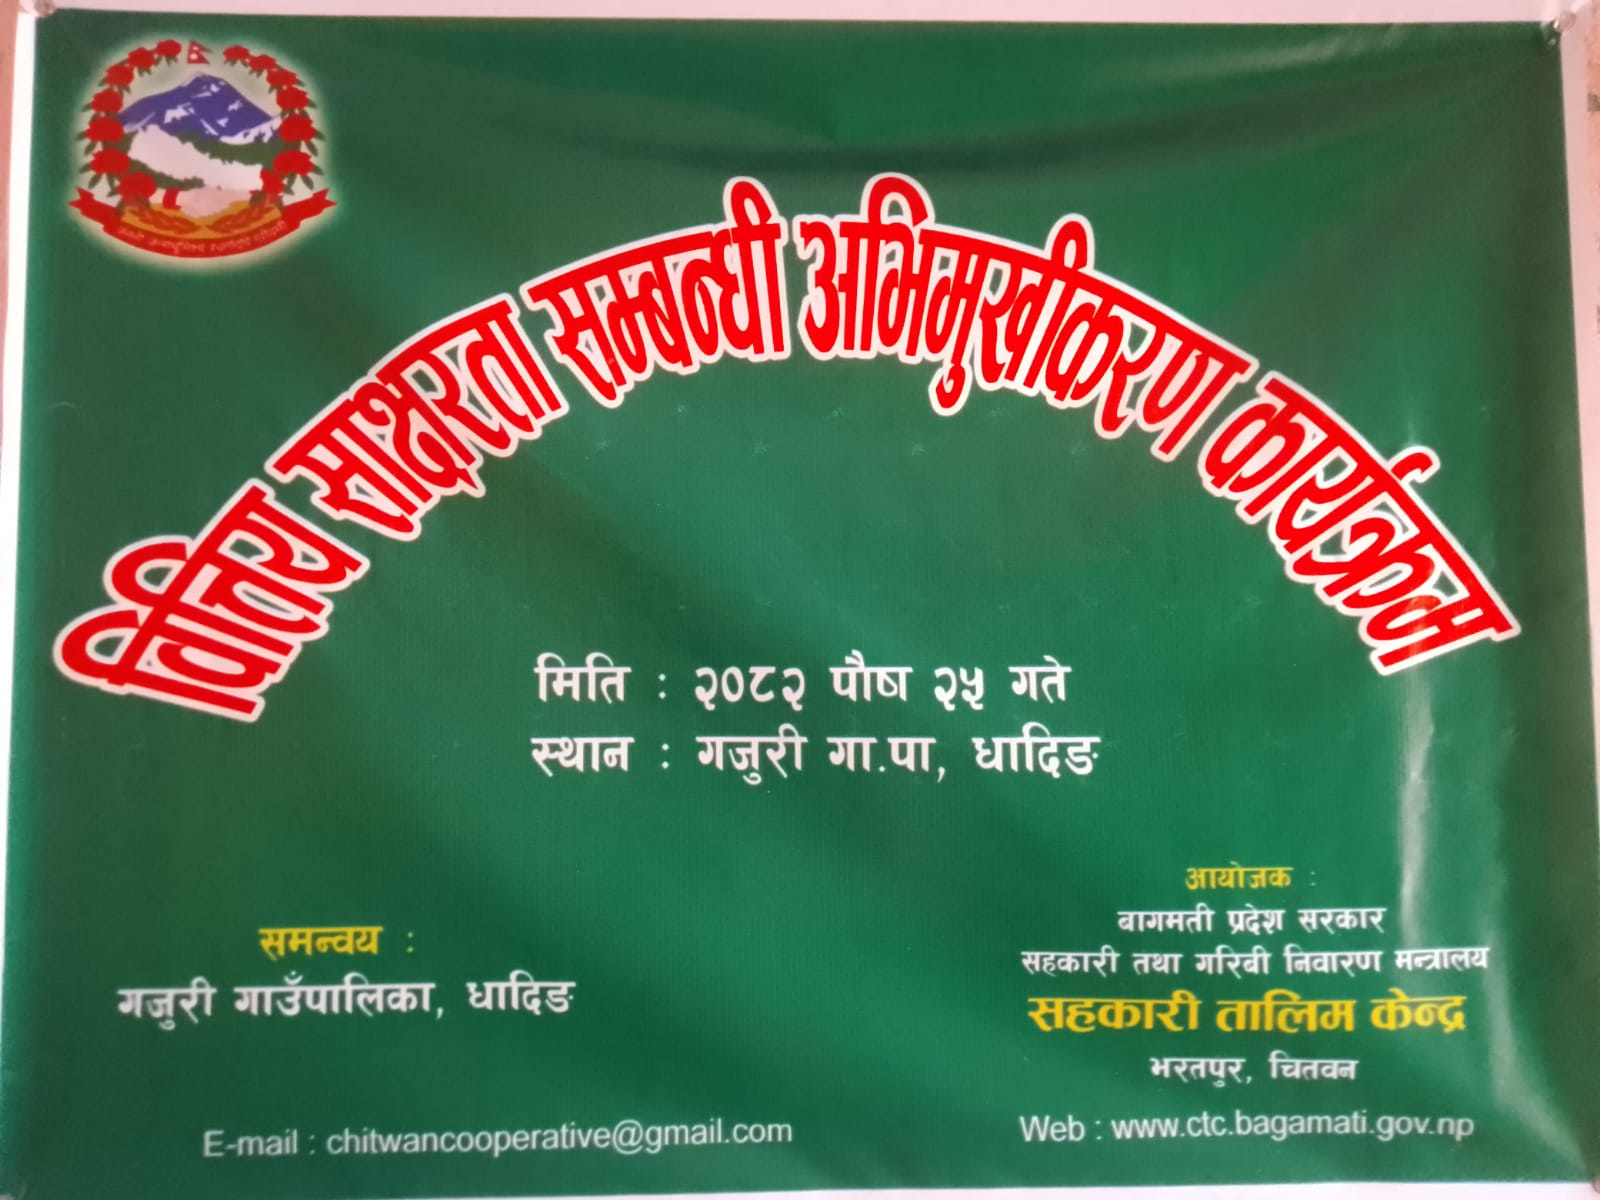 वित्तिय साक्षरता सम्बन्धी अभिमुखीकरण कार्यक्रम
मिति : २०८२ पौष २५ गते
स्थान : गजुरी गा.पा, धादिङ
समन्वय :
गजुरी गाउँपालिका, धादिङ
आयोजक :
बागमती प्रदेश सरकार
सहकारी तथा गरिबी निवारण मन्त्रालय
सहकारी तालिम केन्द्र
भरतपुर, चितवन
E-mail : chitwancooperative@gmail.com
Web : www.ctc.bagamati.gov.np